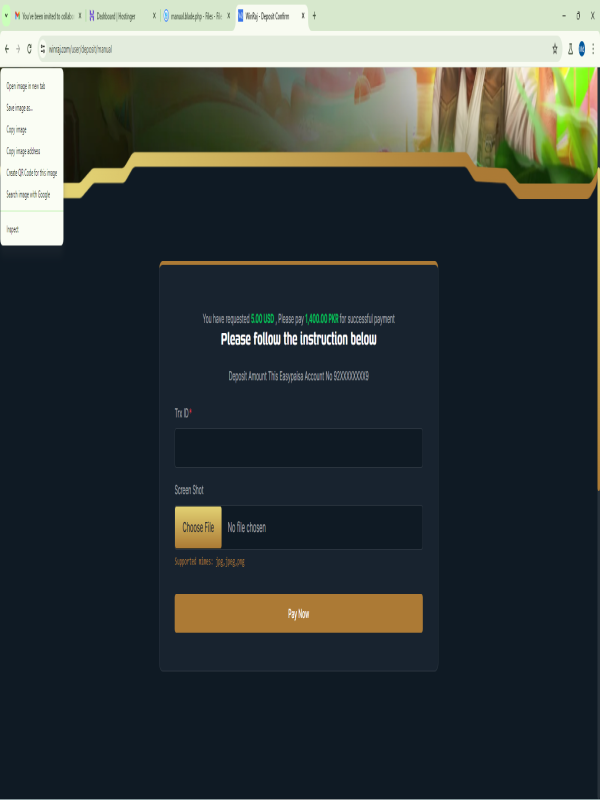 You've been invited to collabo
Dashboard | Hostinger
manual.blade.php - Files - File
WinRaj - Deposit Confirm
winraj.com/user/deposit/manual
Open image in new tab
Save image as...
Copy image
Copy image address
Create QR Code for this image
Search image with Google
Inspect
You have requested 5.00 USD , Please pay 1,400.00 PKR for successful payment
Please follow the instruction below
Deposit Amount This Easypaisa Account No 92XXXXXXXX9
Trx ID*
Screen Shot
Choose File No file chosen
Supported mimes: jpg,jpeg,png
Pay Now